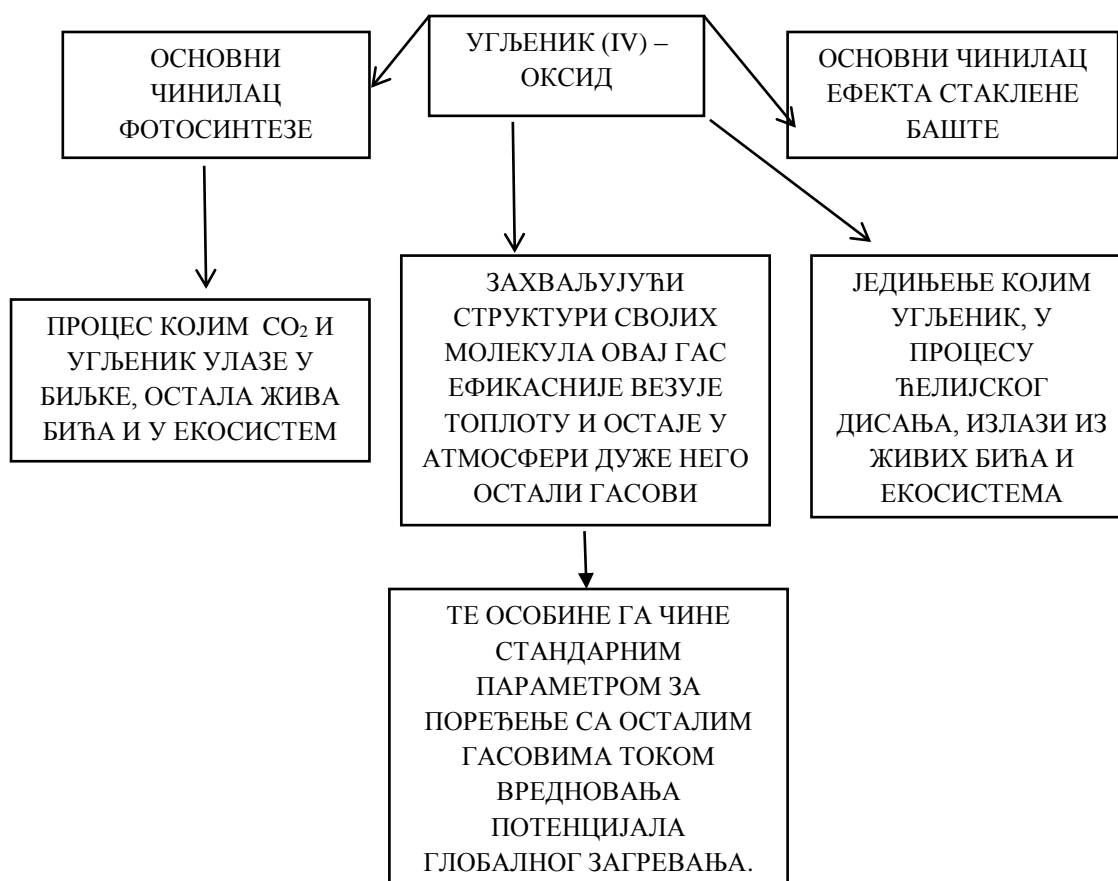 ОСНОВНИ
ЧИНИЛАЦ
ФОТОСИНТЕЗЕ
УГЉЕНИК (IV) –
ОКСИД
ОСНОВНИ ЧИНИЛАЦ
ЕФЕКТА СТАКЛЕНЕ
БАШТЕ
ПРОЦЕС КОЈИМ CO₂ И
УГЉЕНИК УЛАЗЕ У
БИЉКЕ, ОСТАЛА ЖИВА
БИЋА И У ЕКОСИСТЕМ
ЗАХВАЉУЈУЋИ
СТРУКТУРИ СВОЈИХ
МОЛЕКУЛА ОВАЈ ГАС
ЕФИКАСНИЈЕ ВЕЗУЈЕ
ТОПЛОТУ И ОСТАЈЕ У
АТМОСФЕРИ ДУЖЕ НЕГО
ОСТАЛИ ГАСОВИ
ЈЕДИЊЕЊЕ КОЈИМ
УГЉЕНИК, У
ПРОЦЕСУ
ЋЕЛИЈСКОГ
ДИСАЊА, ИЗЛАЗИ ИЗ
ЖИВИХ БИЋА И
ЕКОСИСТЕМА
ТЕ ОСОБИНЕ ГА ЧИНЕ
СТАНДАРНИМ
ПАРАМЕТРОМ ЗА
ПОРЕЂЕЊЕ СА ОСТАЛИМ
ГАСОВИМА ТОКОМ
ВРЕДНОВАЊА
ПОТЕНЦИЈАЛА
ГЛОБАЛНОГ ЗАГРЕВАЊА.